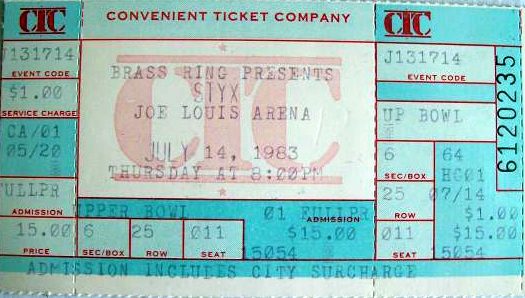 CTC
CONVENIENT TICKET COMPANY
CTC
J131714
EVENT CODE
$1.00
SERVICE CHARGE
CA/01
05/20
FULLPR
ADMISSION
15.00
PRICE
CTC
BRASS RING PRESENTS
STYX
JOE LOUIS ARENA
JULY 14, 1983
THURSDAY AT 8:00PM
UPPER BOWL 01 FULLPR
ADMISSION
6 25 011 $15.00
SEC/BOX ROW SEAT 15054
ADMISSION INCLUDES CITY SURCHARGE
J131714
EVENT CODE
UP BOWL
6 64
SEC/BOX HG01
25 07/14
ROW $1.00
011 $15.00
SEAT 15054
6120235